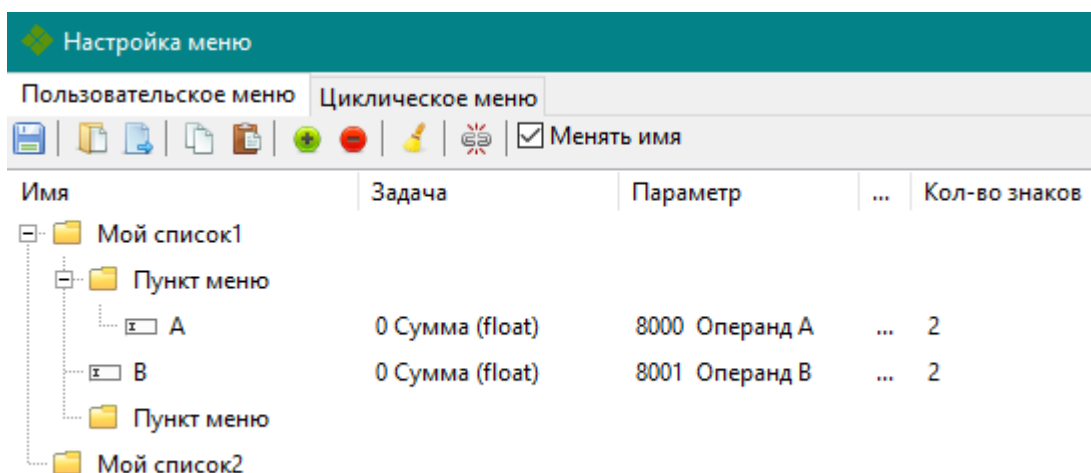 Настройка меню
Пользовательское меню Циклическое меню
Менять имя
Имя Задача Параметр ... Кол-во знаков
Мой список1
Пункт меню
A 0 Сумма (float) 8000 Операнд A ... 2
B 0 Сумма (float) 8001 Операнд B ... 2
Пункт меню
Мой список2